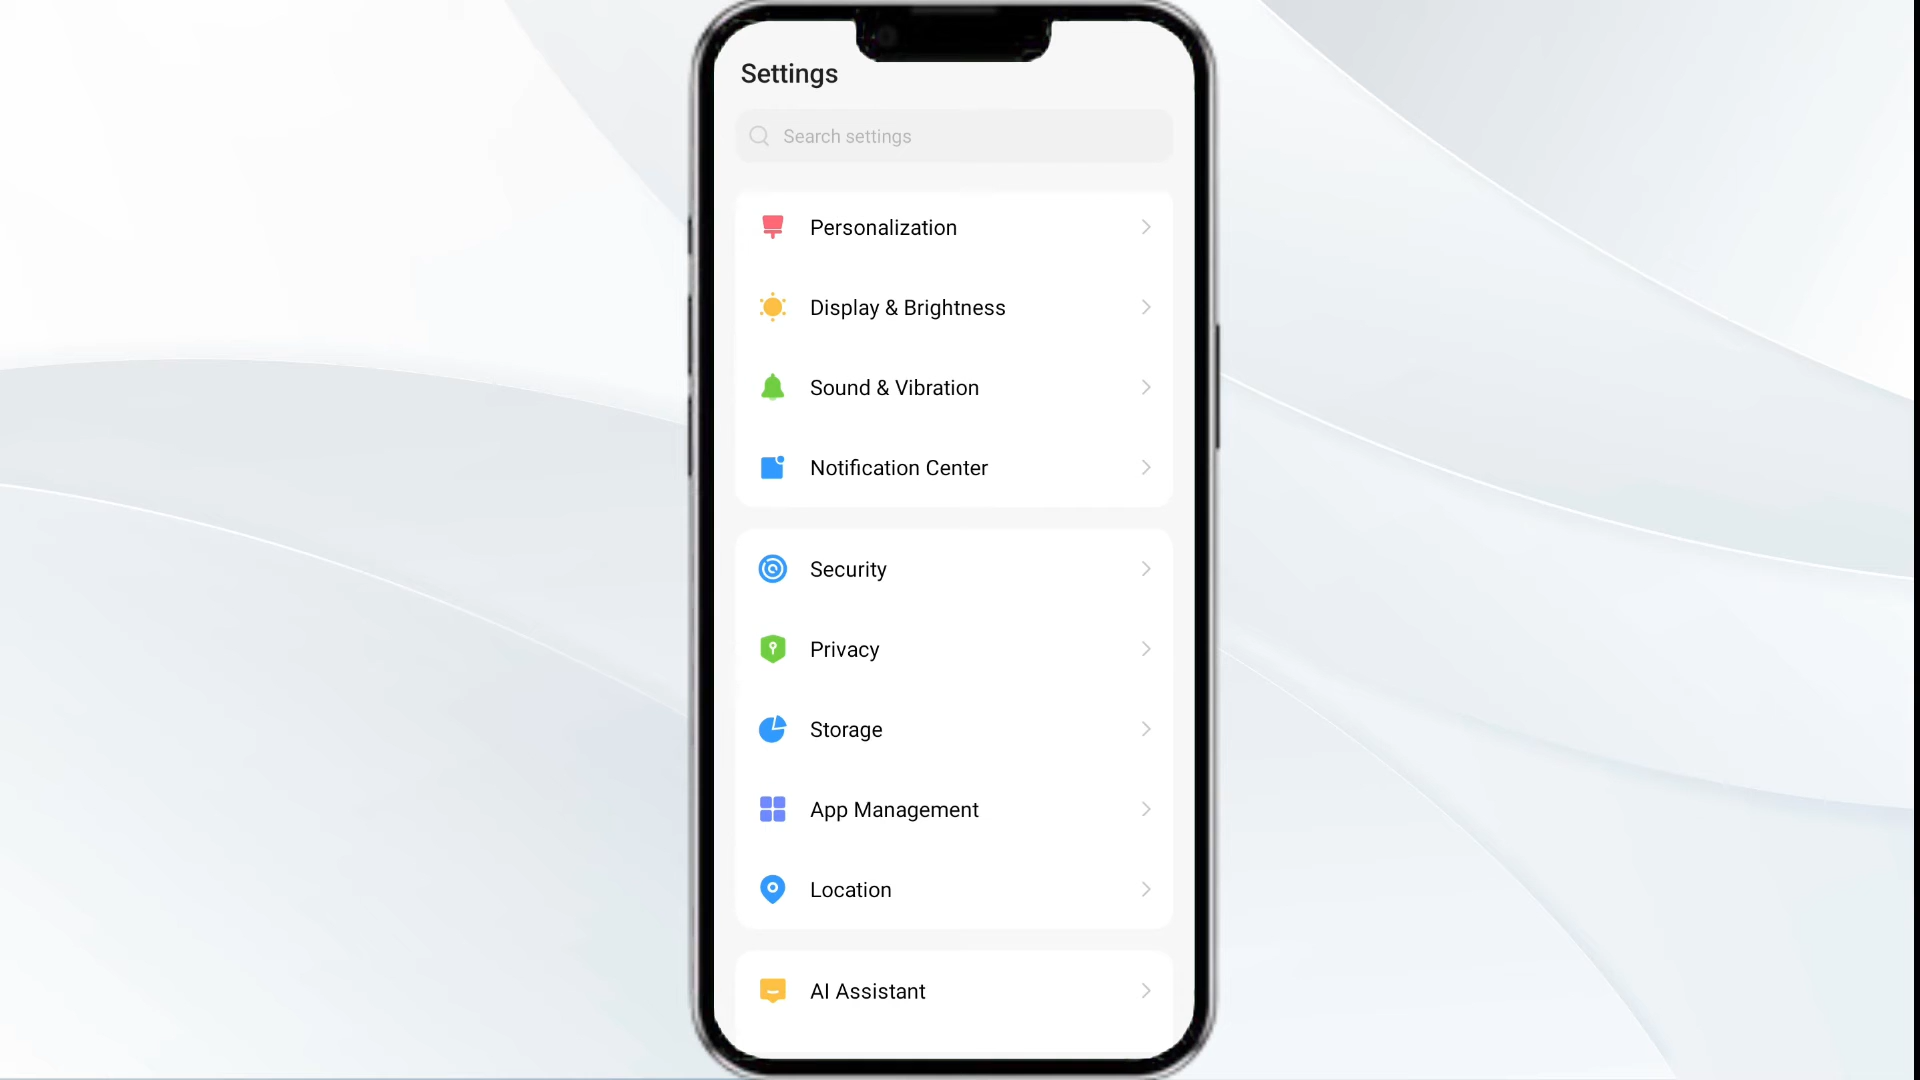 Settings
Search settings
Personalization
Display & Brightness
Sound & Vibration
Notification Center
Security
Privacy
Storage
App Management
Location
AI Assistant